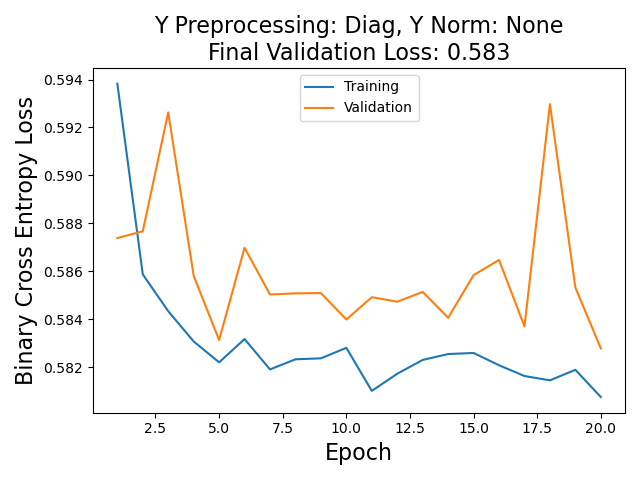 Y Preprocessing: Diag, Y Norm: None
Final Validation Loss: 0.583
Training
Validation
Binary Cross Entropy Loss
0.594
0.592
0.590
0.588
0.586
0.584
0.582
2.5
5.0
7.5
10.0
12.5
15.0
17.5
20.0
Epoch